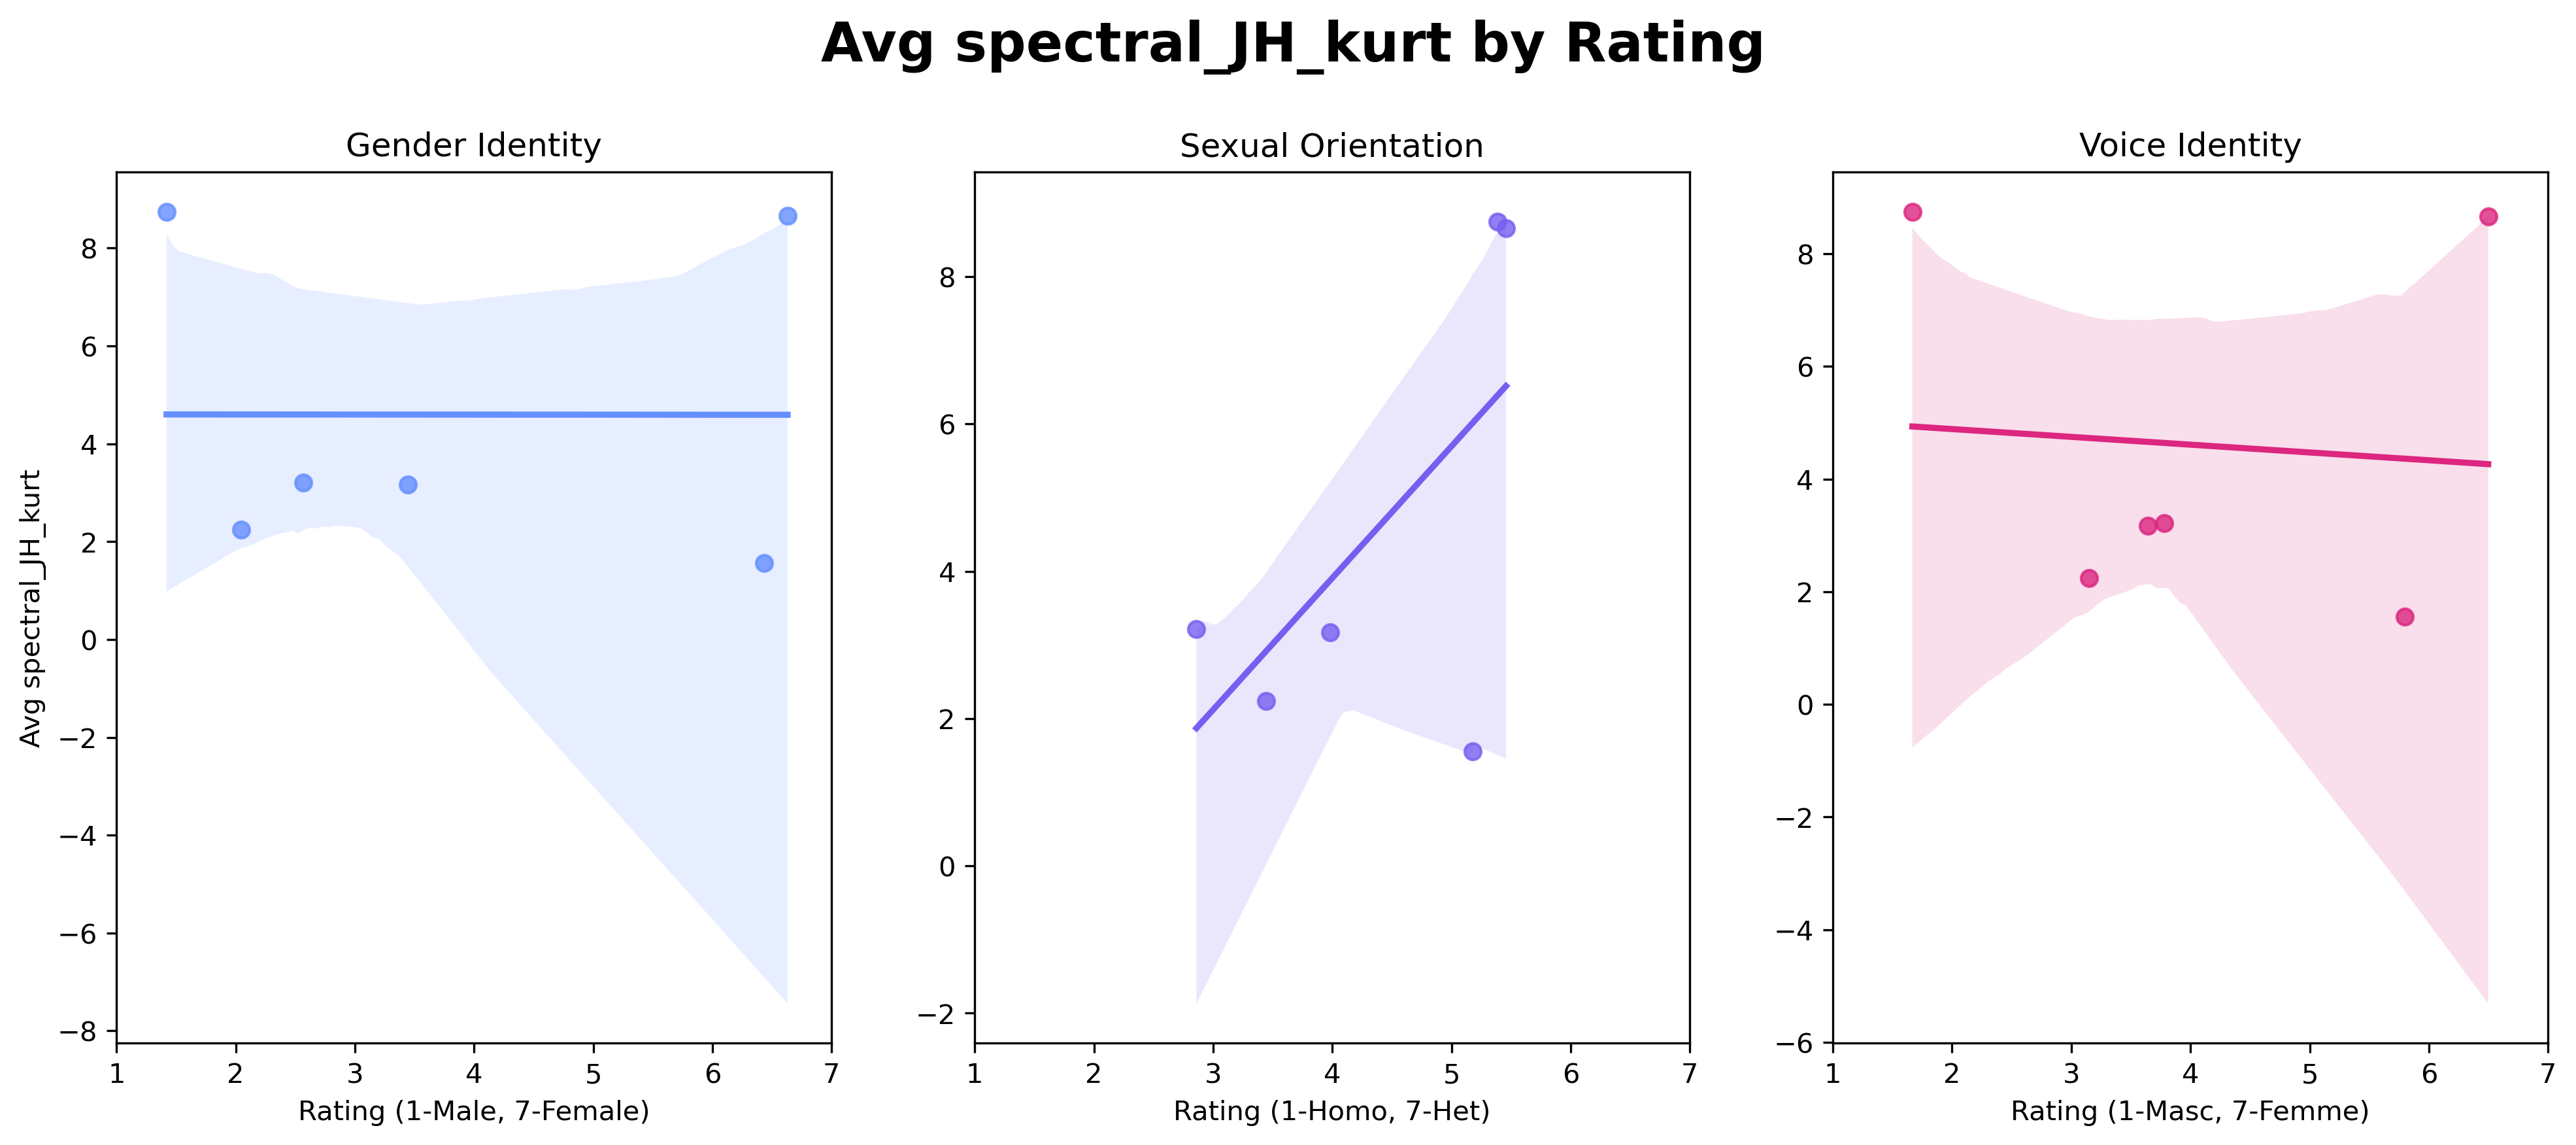 Avg spectral_JH_kurt by Rating
Gender Identity
Sexual Orientation
Voice Identity
Avg spectral_JH_kurt
8
6
4
2
0
−2
−4
−6
−8
1 2 3 4 5 6 7
Rating (1-Male, 7-Female)
8
6
4
2
0
−2
1 2 3 4 5 6 7
Rating (1-Homo, 7-Het)
8
6
4
2
0
−2
−4
−6
1 2 3 4 5 6 7
Rating (1-Masc, 7-Femme)